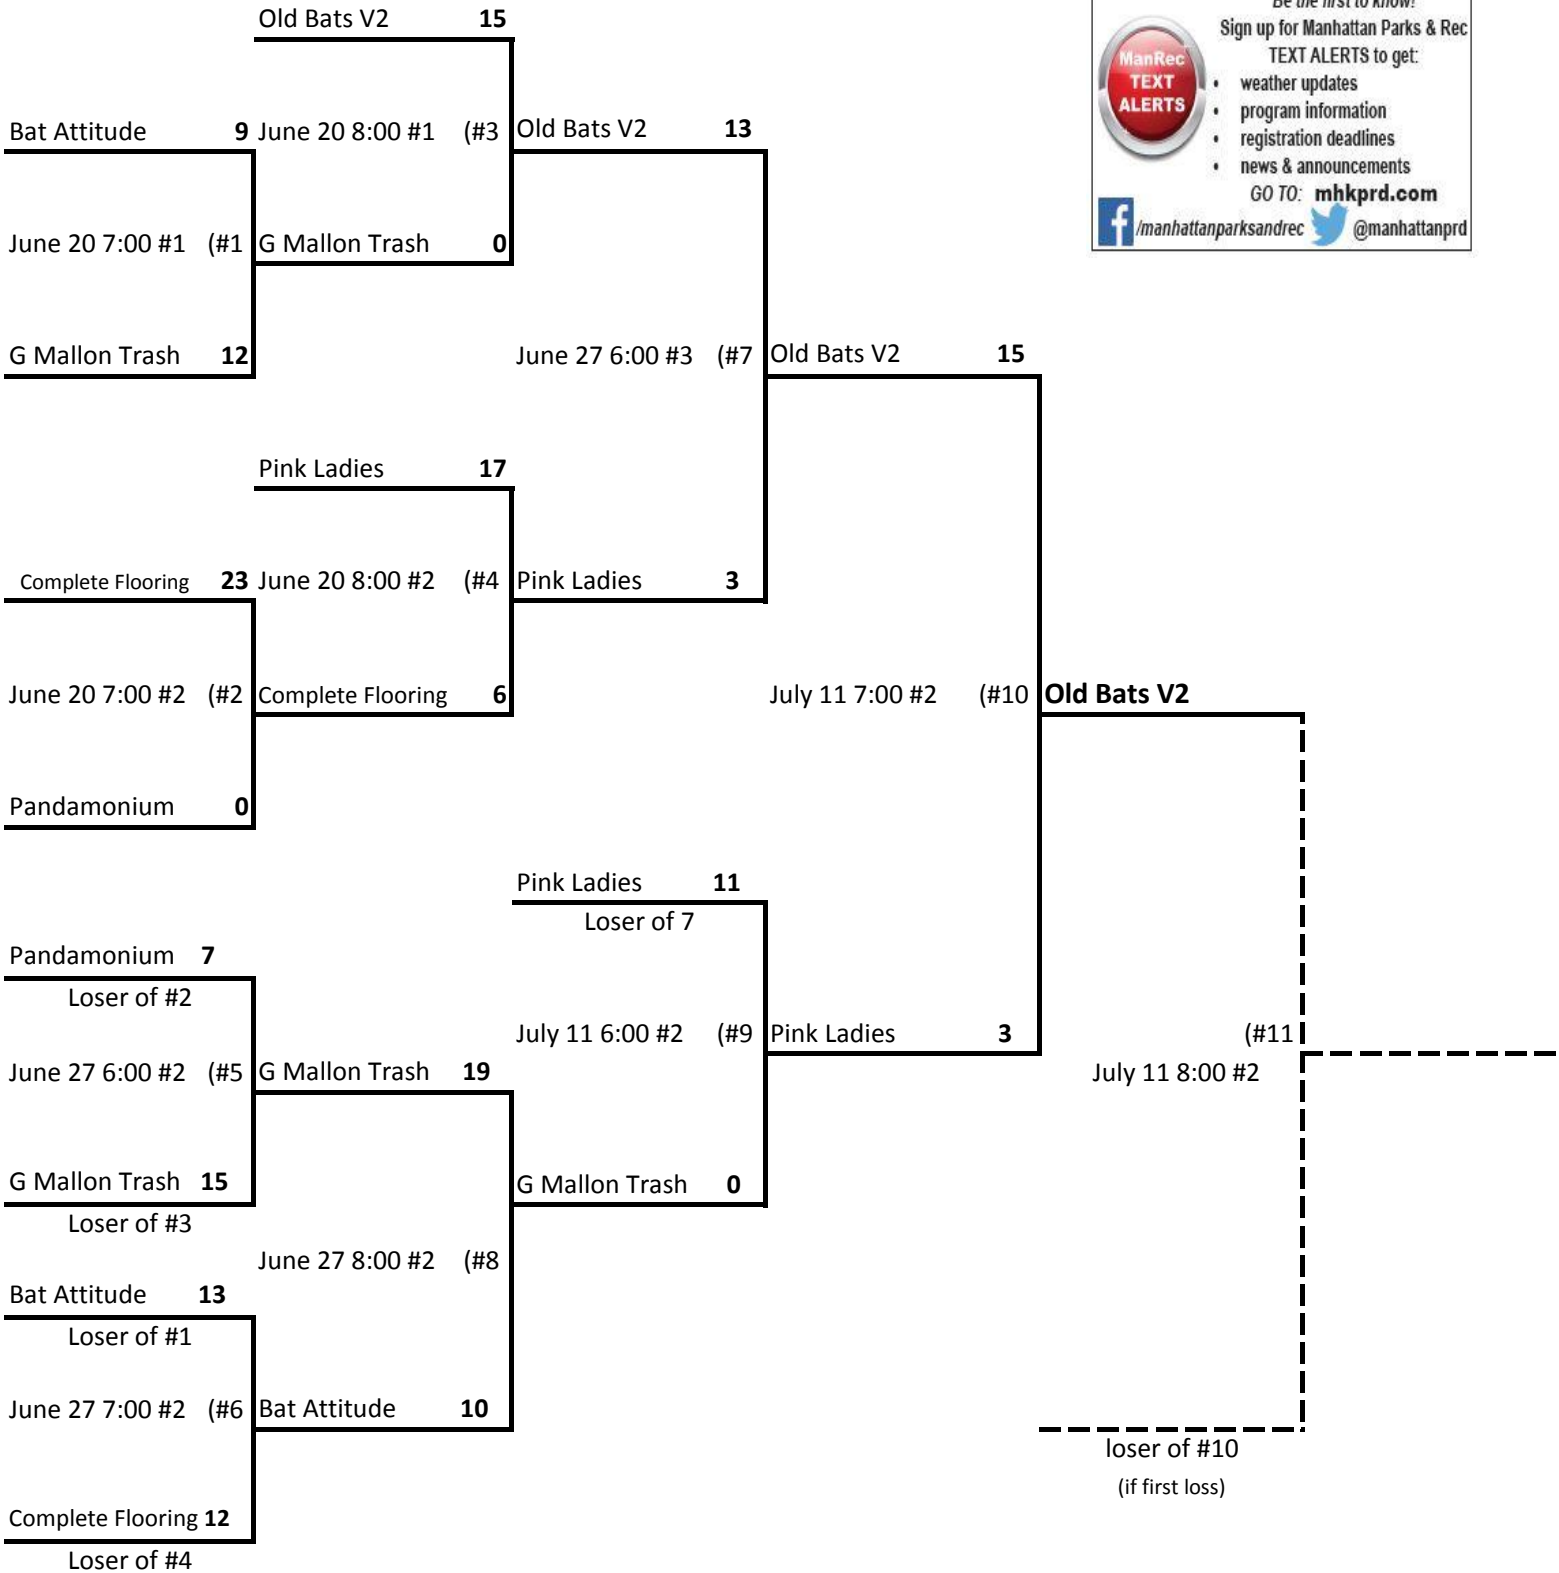 Be the first to know!
Sign up for Manhattan Parks & Rec
TEXT ALERTS to get:
ManRec
TEXT
ALERTS
• weather updates
• program information
• registration deadlines
• news & announcements
GO TO: mhkprd.com
f /manhattanparksandrec @manhattanprd
Old Bats V2 15
Bat Attitude 9 June 20 8:00 #1 (#3 Old Bats V2 13
June 20 7:00 #1 (#1 G Mallon Trash 0
G Mallon Trash 12 June 27 6:00 #3 (#7 Old Bats V2 15
Pink Ladies 17
Complete Flooring 23 June 20 8:00 #2 (#4 Pink Ladies 3
June 20 7:00 #2 (#2 Complete Flooring 6 July 11 7:00 #2 (#10 Old Bats V2
Pandamonium 0
Pink Ladies 11
Loser of 7
Pandamonium 7
Loser of #2
July 11 6:00 #2 (#9 Pink Ladies 3 (#11
June 27 6:00 #2 (#5 G Mallon Trash 19 July 11 8:00 #2
G Mallon Trash 15 G Mallon Trash 0
Loser of #3
June 27 8:00 #2 (#8
Bat Attitude 13
Loser of #1
June 27 7:00 #2 (#6 Bat Attitude 10
loser of #10
(if first loss)
Complete Flooring 12
Loser of #4